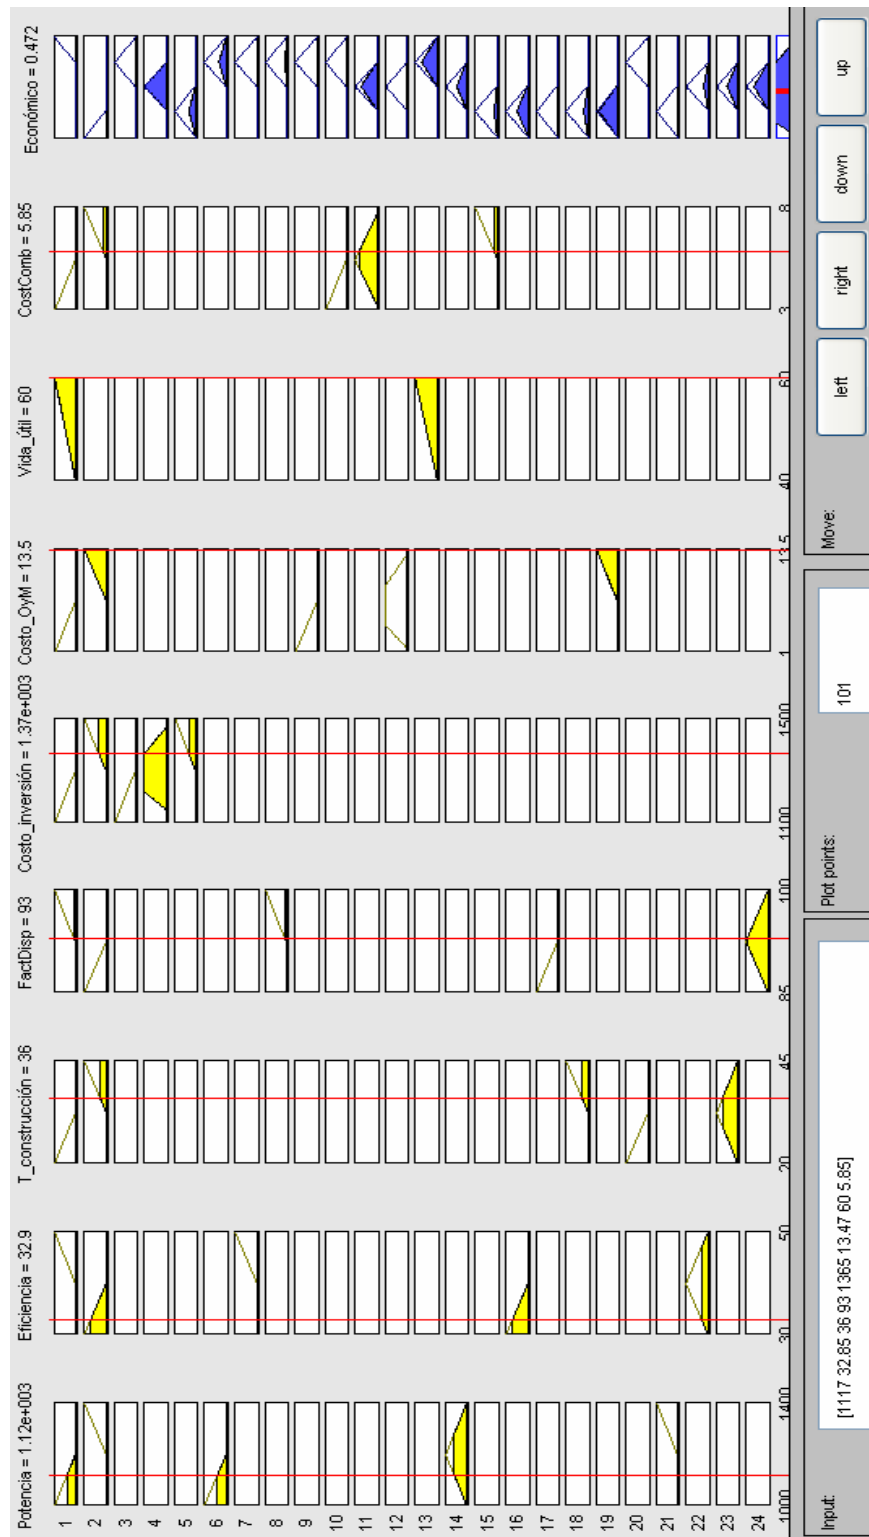 Potencia = 1.12e+003
Eficiencia = 32.9
T_construcción = 36
FactDisp = 93
Costo_inversión = 1.37e+003
Costo_OyM = 13.5
Vida_útil = 60
CostComb = 5.85
Económico = 0.472
1
2
3
4
5
6
7
8
9
10
11
12
13
14
15
16
17
18
19
20
21
22
23
24
1000 1400
30 50
20 45
85 100
1100 1500
1 13.5
40 60
3 8
Input:
[1117 32.85 36 93 1365 13.47 60 5.85]
Plot points:
101
Move:
left
right
down
up